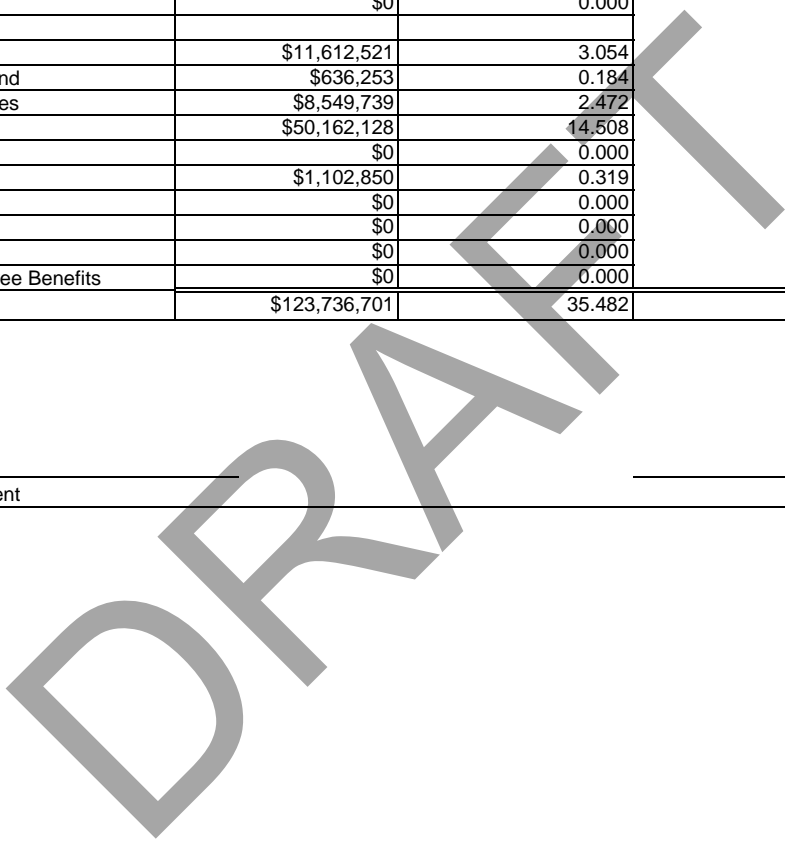 $0 0.000
$11,612,521 3.054
nd $636,253 0.184
es $8,549,739 2.472
$50,162,128 14.508
$0 0.000
$1,102,850 0.319
$0 0.000
$0 0.000
$0 0.000
ee Benefits $0 0.000
$123,736,701 35.482
ent
DRAFT